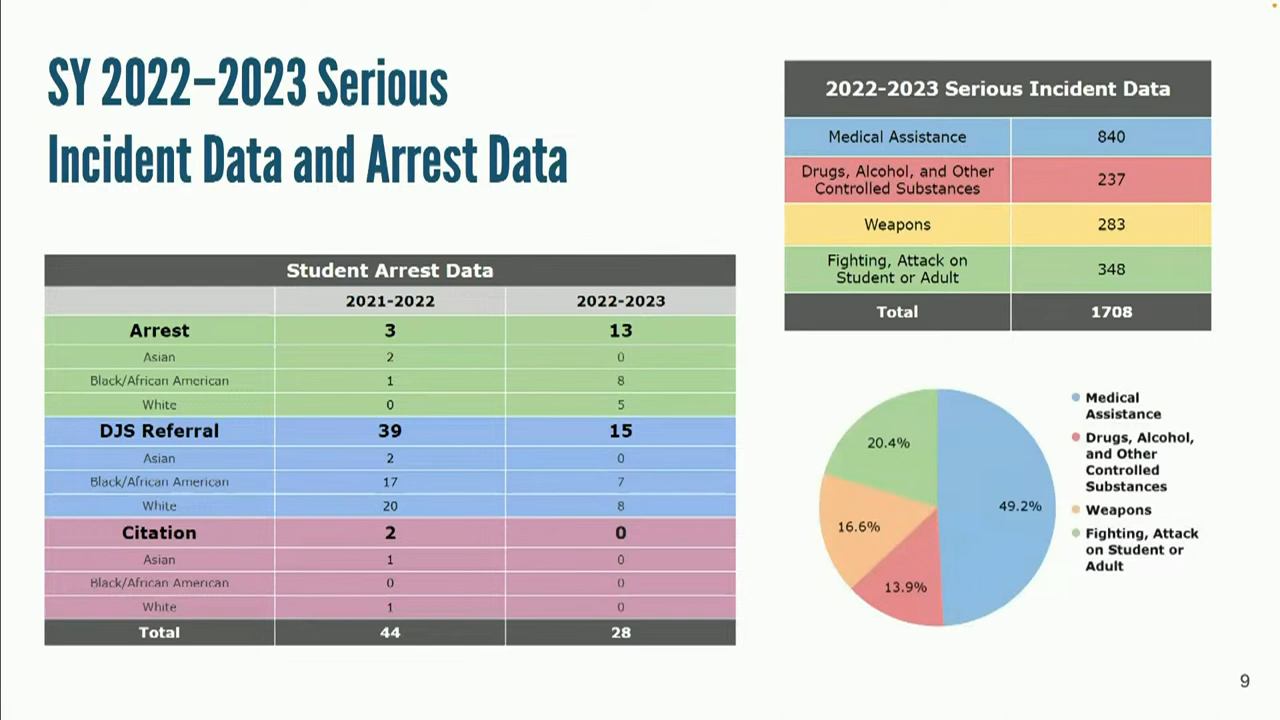 SY 2022–2023 Serious
Incident Data and Arrest Data
Student Arrest Data
2021-2022 2022-2023
Arrest 3 13
Asian 2 0
Black/African American 1 8
White 0 5
DJS Referral 39 15
Asian 2 0
Black/African American 17 7
White 20 8
Citation 2 0
Asian 1 0
Black/African American 0 0
White 1 0
Total 44 28
2022-2023 Serious Incident Data
Medical Assistance 840
Drugs, Alcohol, and Other
Controlled Substances 237
Weapons 283
Fighting, Attack on
Student or Adult 348
Total 1708
20.4%
49.2%
16.6%
13.9%
Medical
Assistance
Drugs, Alcohol,
and Other
Controlled
Substances
Weapons
Fighting, Attack
on Student or
Adult
9